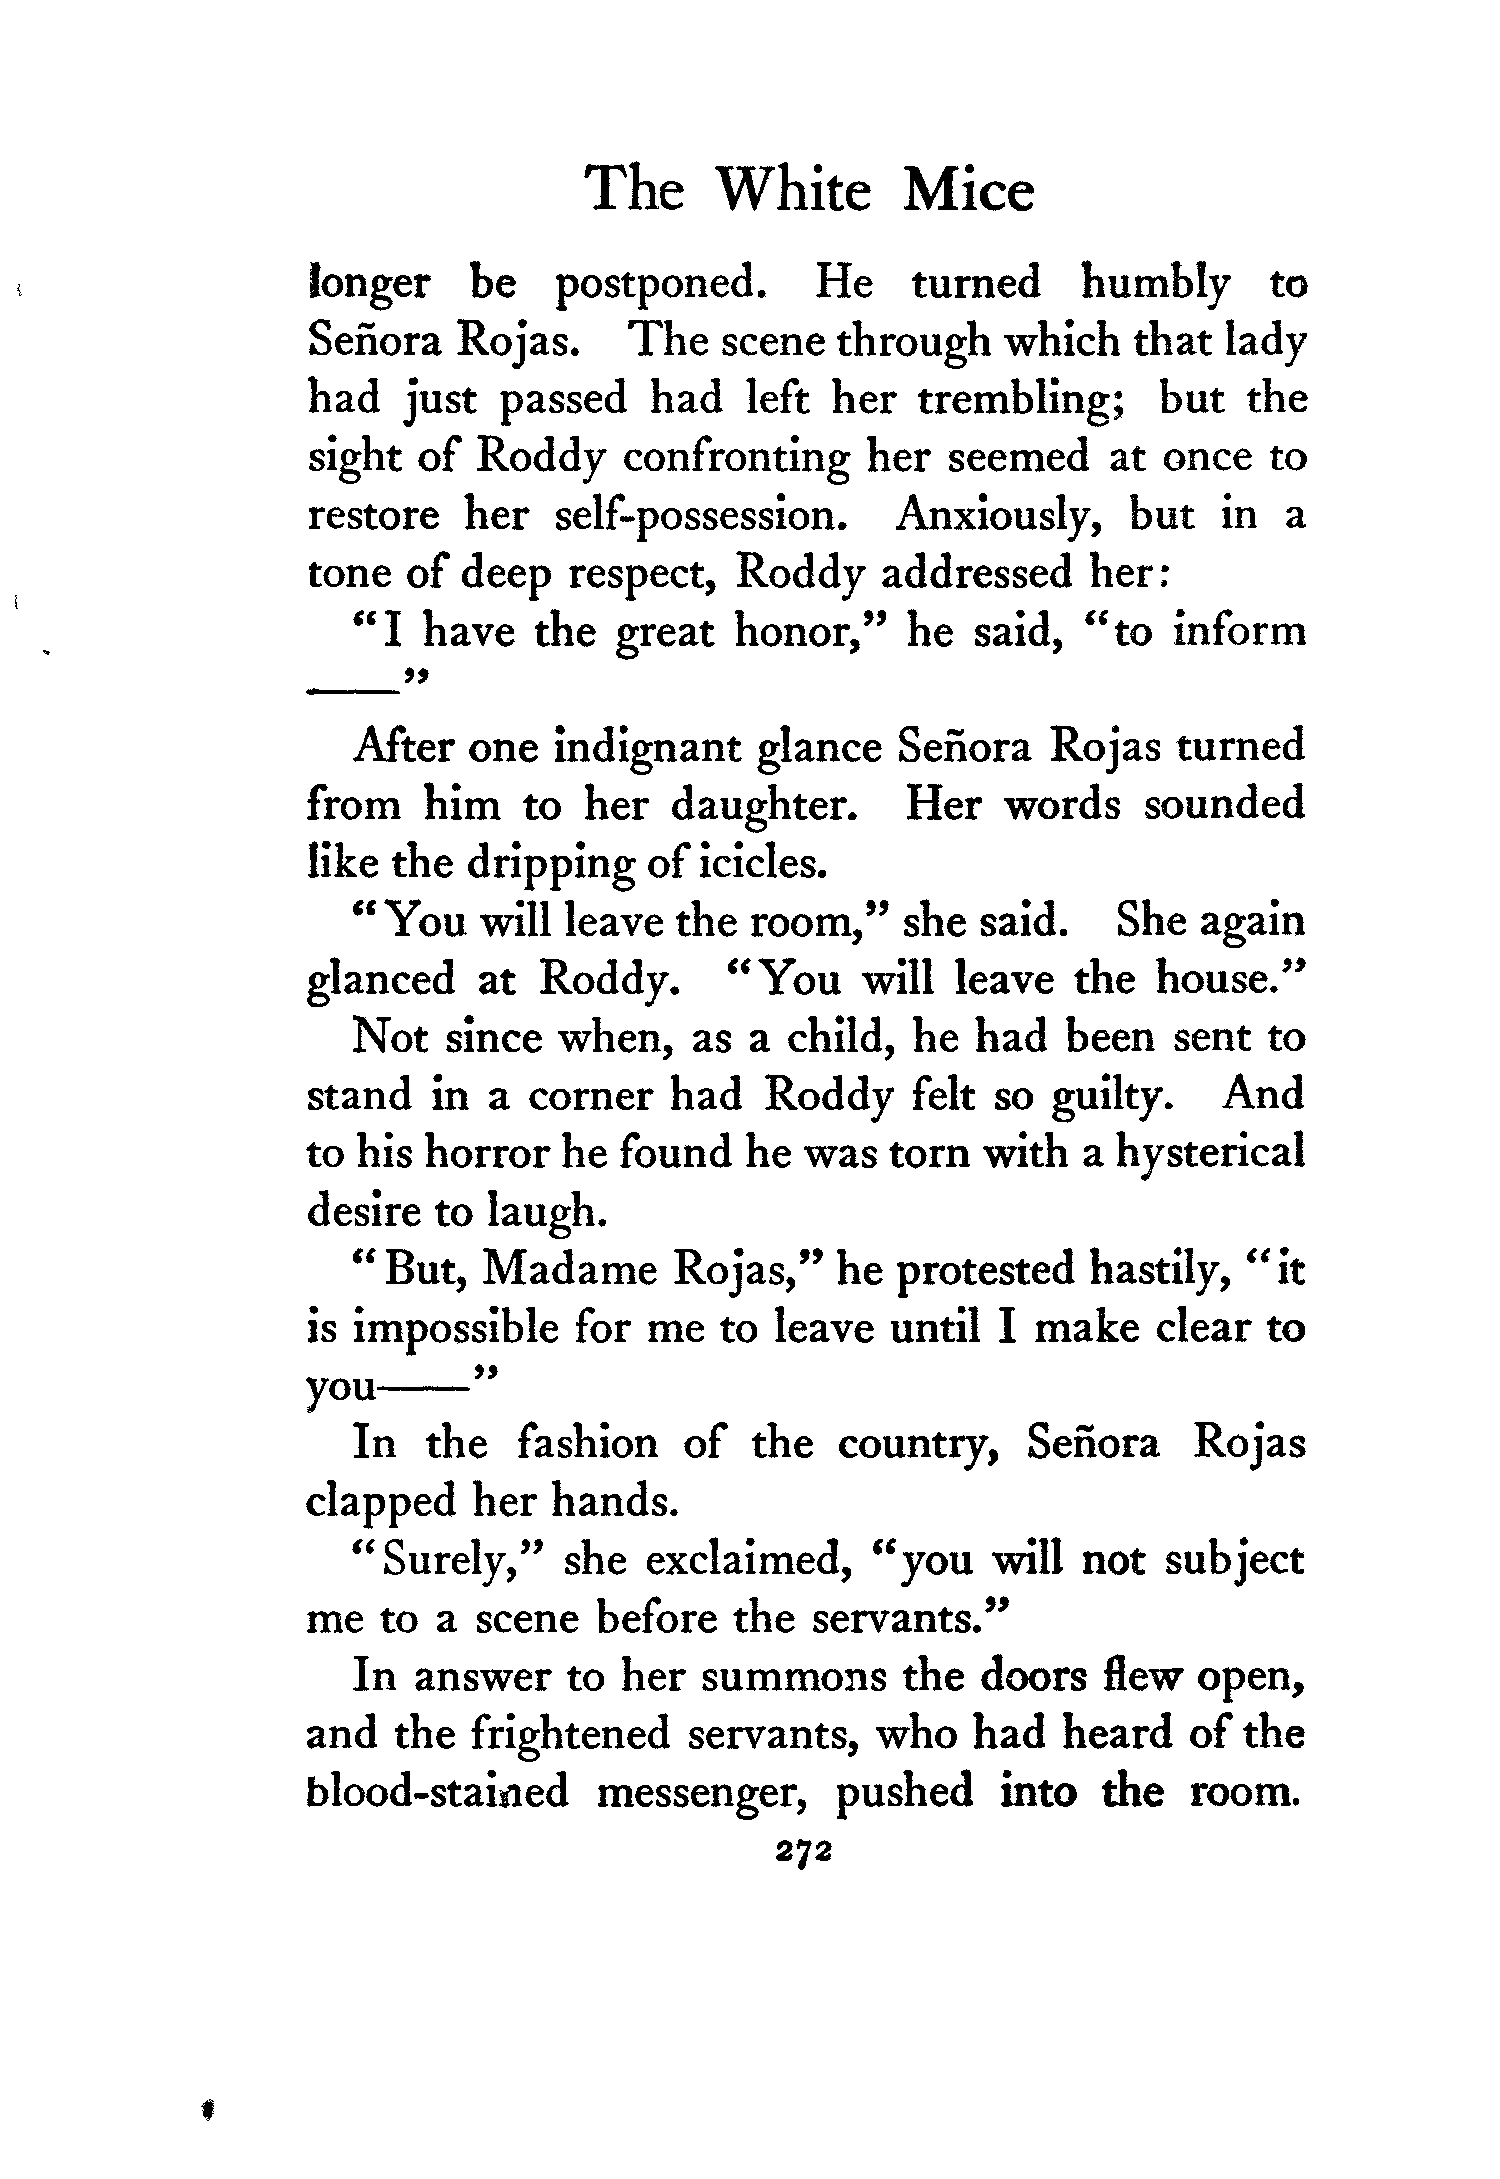 The White Mice
longer be postponed. He turned humbly to
Señora Rojas. The scene through which that lady
had just passed had left her trembling; but the
sight of Roddy confronting her seemed at once to
restore her self-possession. Anxiously, but in a
tone of deep respect, Roddy addressed her:
“I have the great honor,” he said, “to inform
——”
After one indignant glance Señora Rojas turned
from him to her daughter. Her words sounded
like the dripping of icicles.
“You will leave the room,” she said. She again
glanced at Roddy. “You will leave the house.”
Not since when, as a child, he had been sent to
stand in a corner had Roddy felt so guilty. And
to his horror he found he was torn with a hysterical
desire to laugh.
“But, Madame Rojas,” he protested hastily, “it
is impossible for me to leave until I make clear to
you——”
In the fashion of the country, Señora Rojas
clapped her hands.
“Surely,” she exclaimed, “you will not subject
me to a scene before the servants.”
In answer to her summons the doors flew open,
and the frightened servants, who had heard of the
blood-stained messenger, pushed into the room.
272